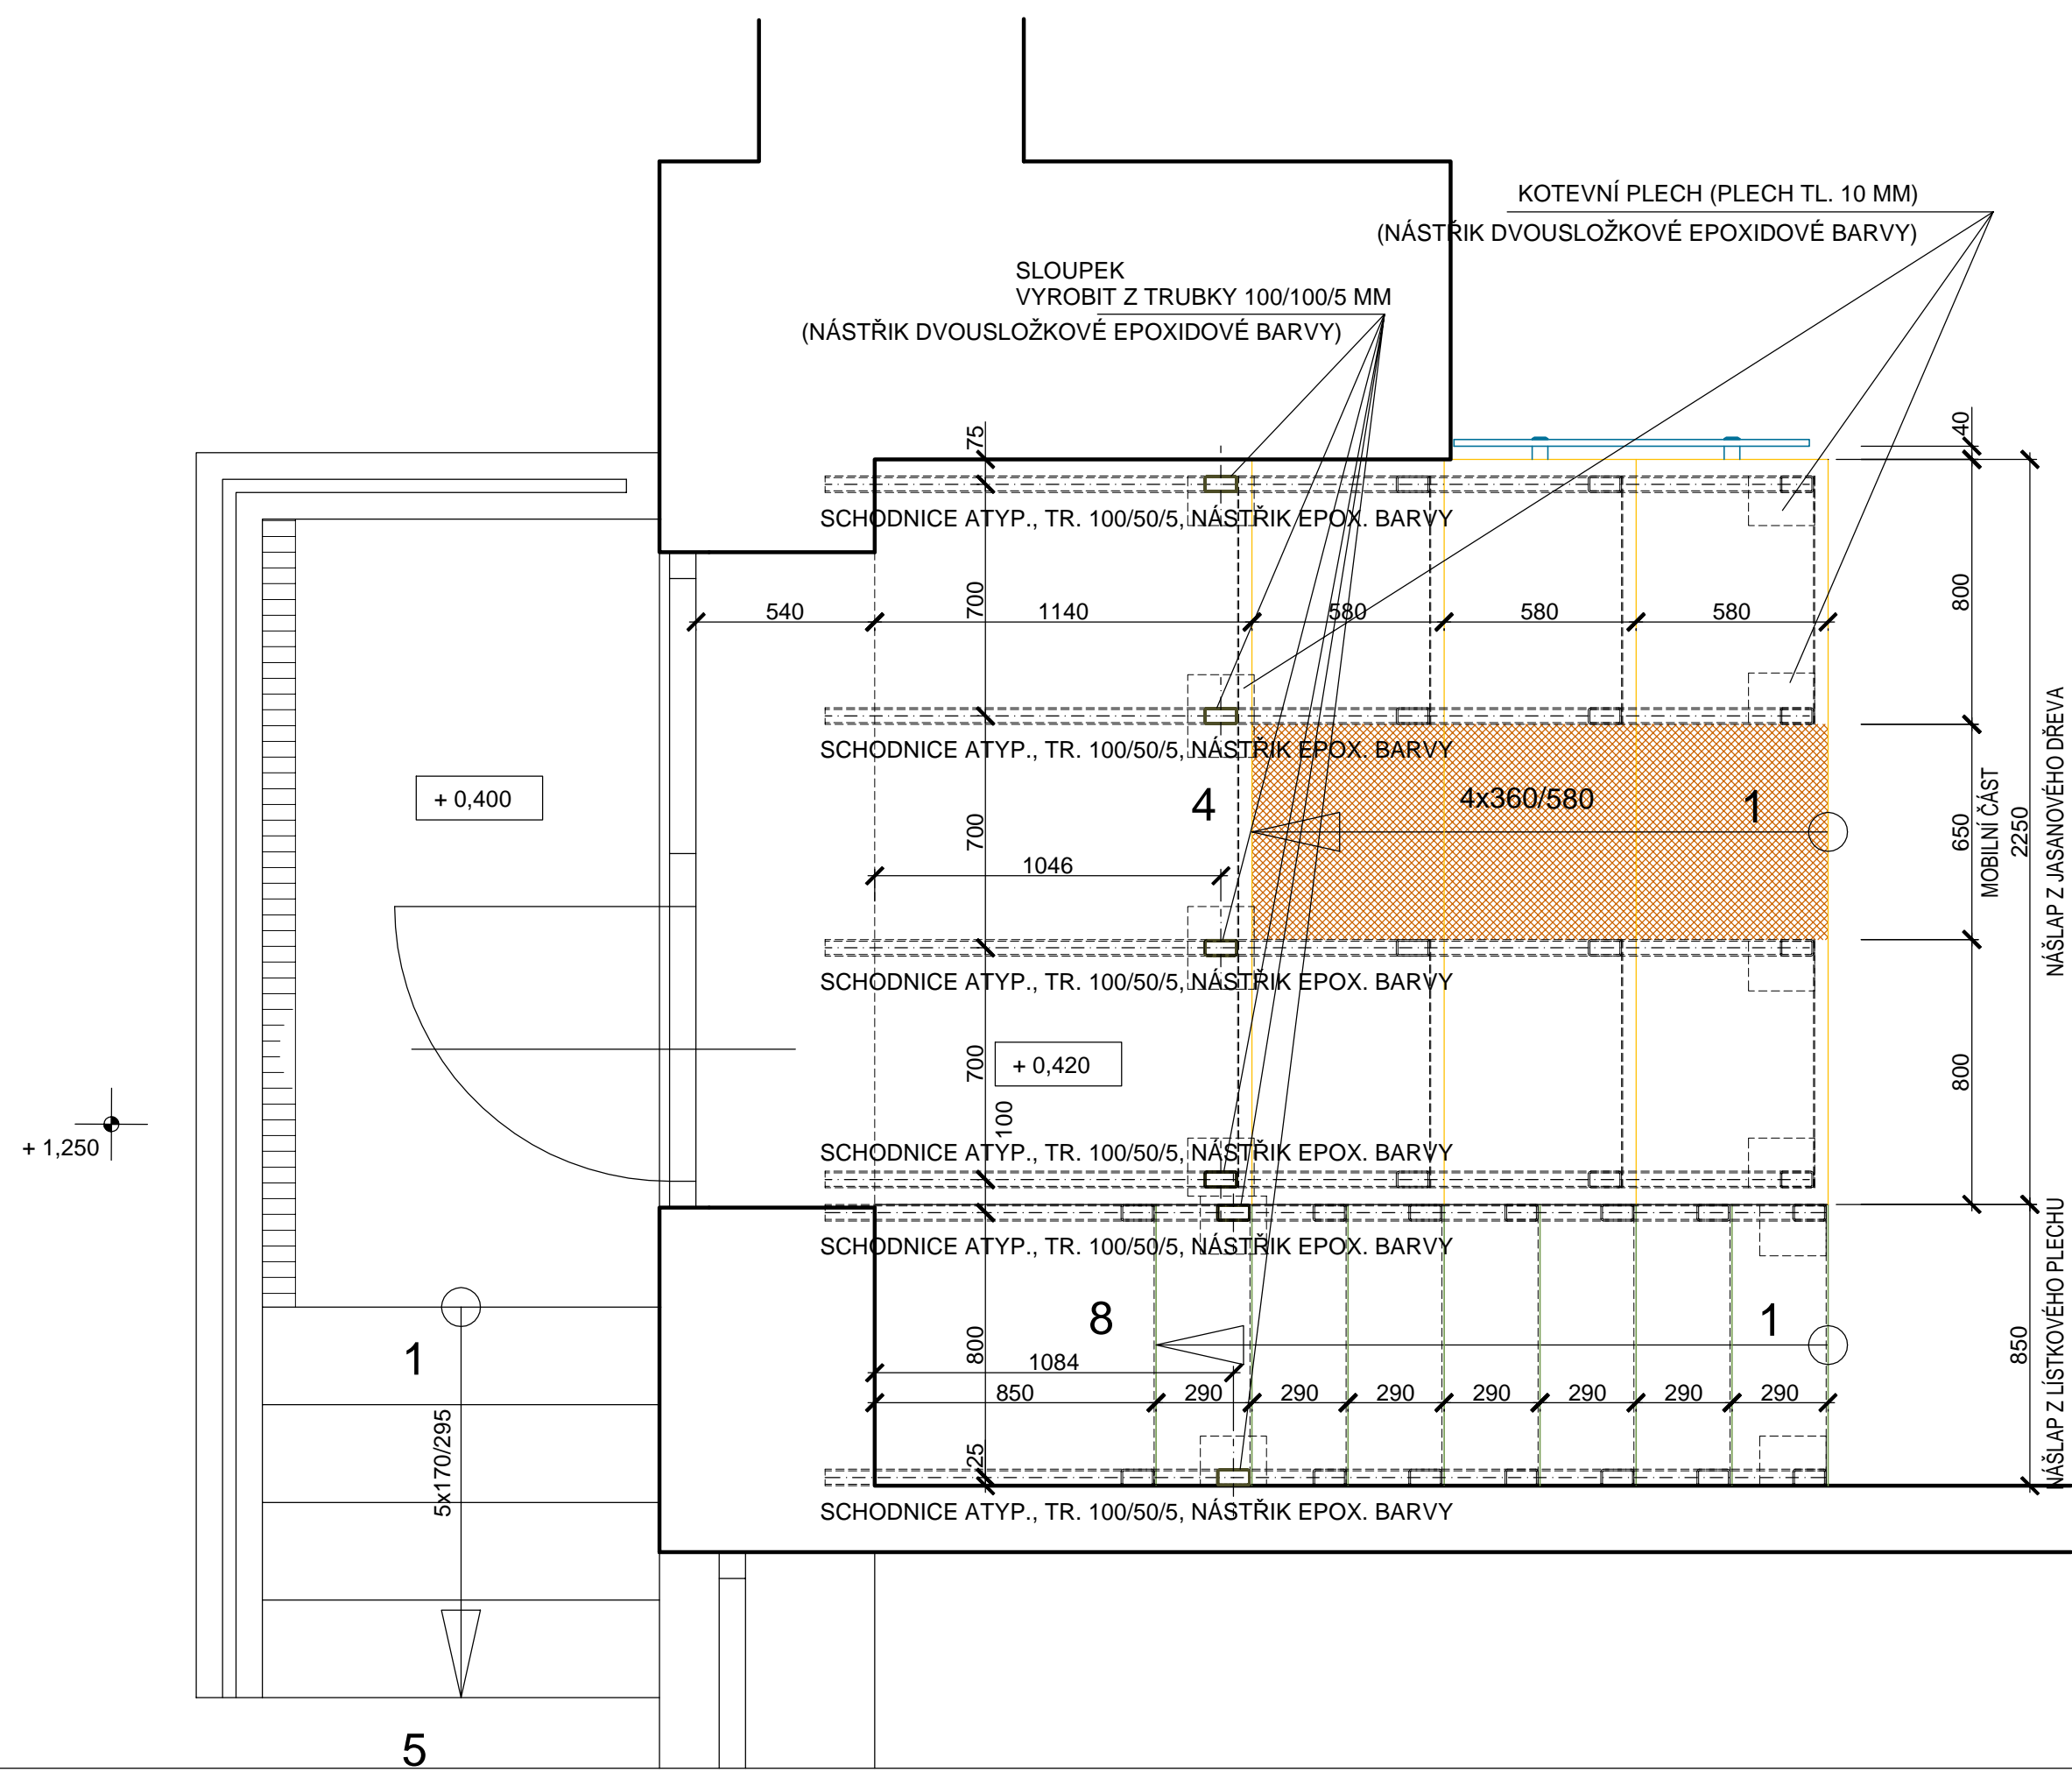 KOTEVNÍ PLECH (PLECH TL. 10 MM)
(NÁSTŘIK DVOUSLOŽKOVÉ EPOXIDOVÉ BARVY)
SLOUPEK
VYROBIT Z TRUBKY 100/100/5 MM
(NÁSTŘIK DVOUSLOŽKOVÉ EPOXIDOVÉ BARVY)
75
40
SCHODNICE ATYP., TR. 100/50/5, NÁSTŘIK EPOX. BARVY
540
700
1140
580
580
580
800
SCHODNICE ATYP., TR. 100/50/5, NÁSTŘIK EPOX. BARVY
+ 0,400
4
4x360/580
1
700
650
MOBILNÍ ČÁST
2250
NÁŠLAP Z JASANOVÉHO DŘEVA
1046
SCHODNICE ATYP., TR. 100/50/5, NÁSTŘIK EPOX. BARVY
700
+ 0,420
800
100
+ 1,250
SCHODNICE ATYP., TR. 100/50/5, NÁSTŘIK EPOX. BARVY
SCHODNICE ATYP., TR. 100/50/5, NÁSTŘIK EPOX. BARVY
8
1
1
800
1084
850
NÁŠLAP Z LÍSTKOVÉHO PLECHU
850
290
290
290
290
290
290
290
5x170/295
25
SCHODNICE ATYP., TR. 100/50/5, NÁSTŘIK EPOX. BARVY
5